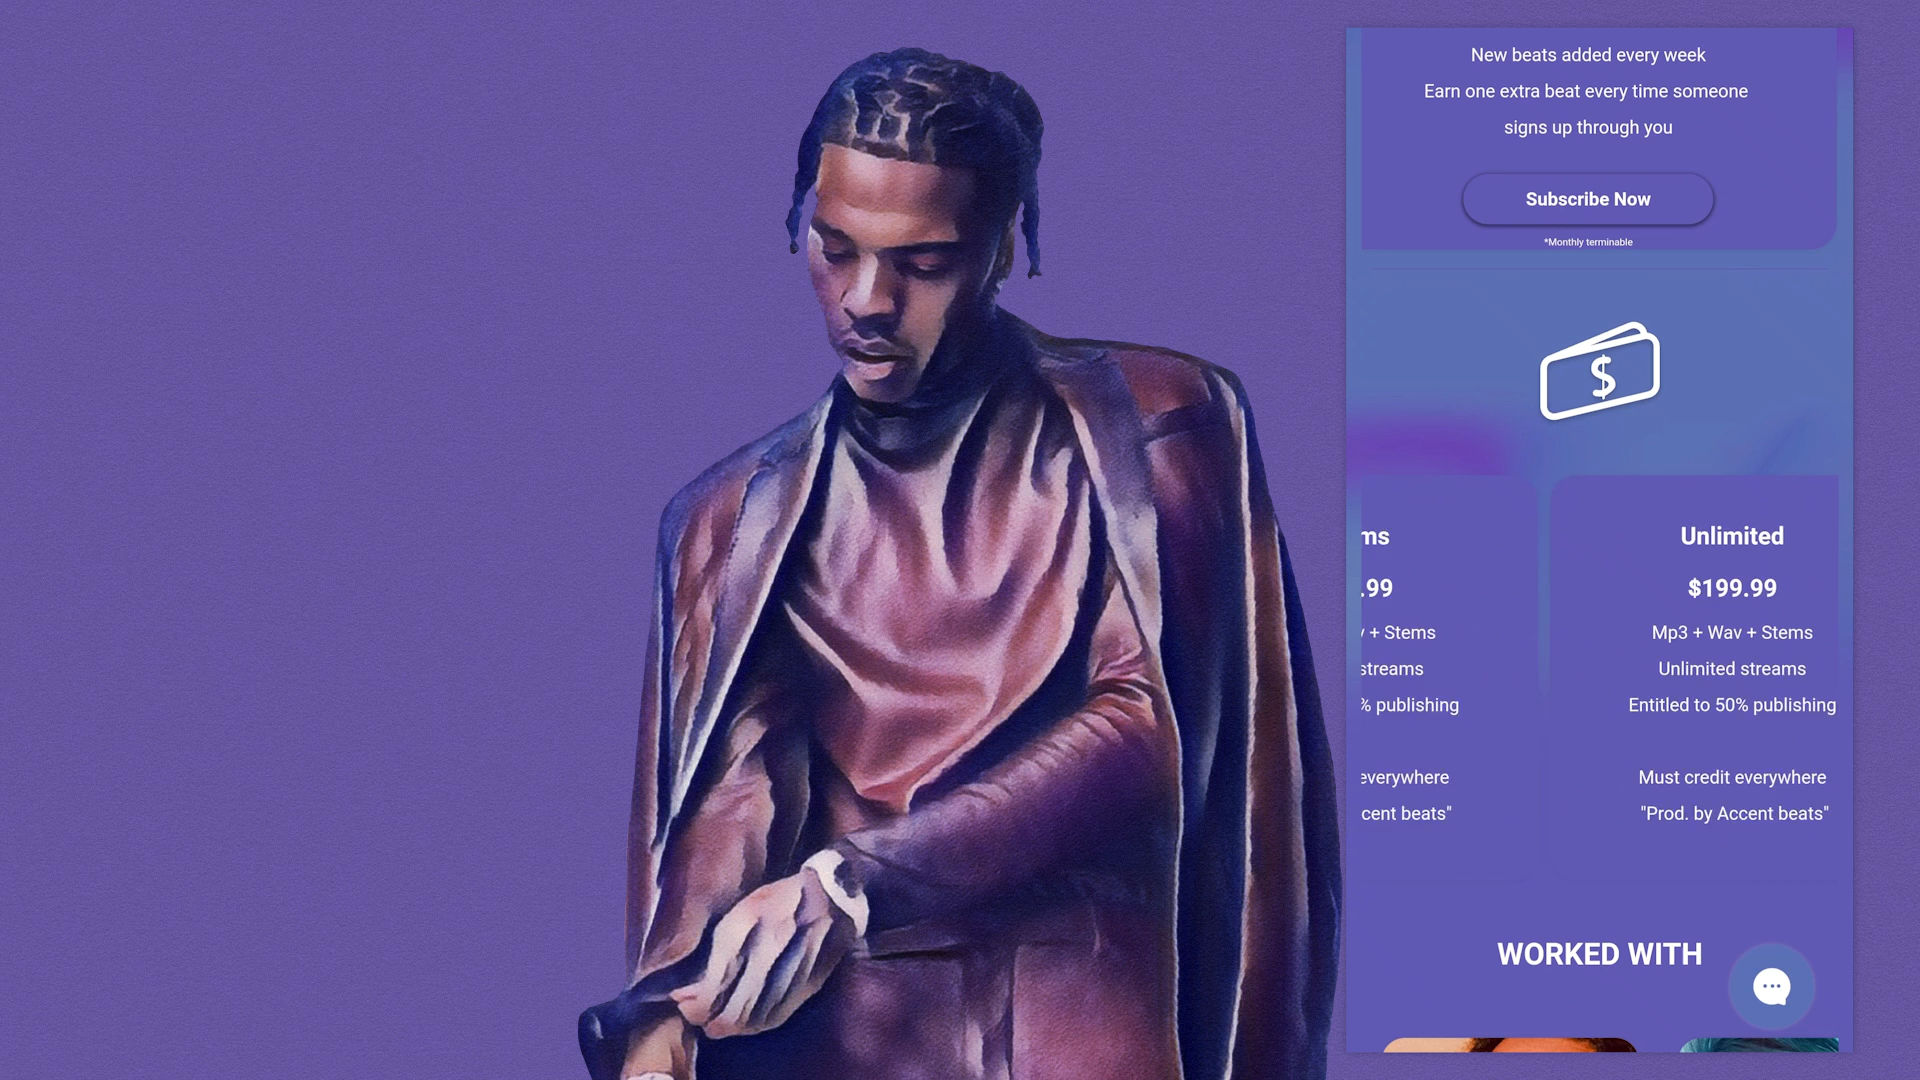 New beats added every week
Earn one extra beat every time someone
signs up through you
Subscribe Now
*Monthly terminable
$
ms
.99
+ Stems
streams
% publishing
everywhere
cent beats"
Unlimited
$199.99
Mp3 + Wav + Stems
Unlimited streams
Entitled to 50% publishing
Must credit everywhere
"Prod. by Accent beats"
WORKED WITH